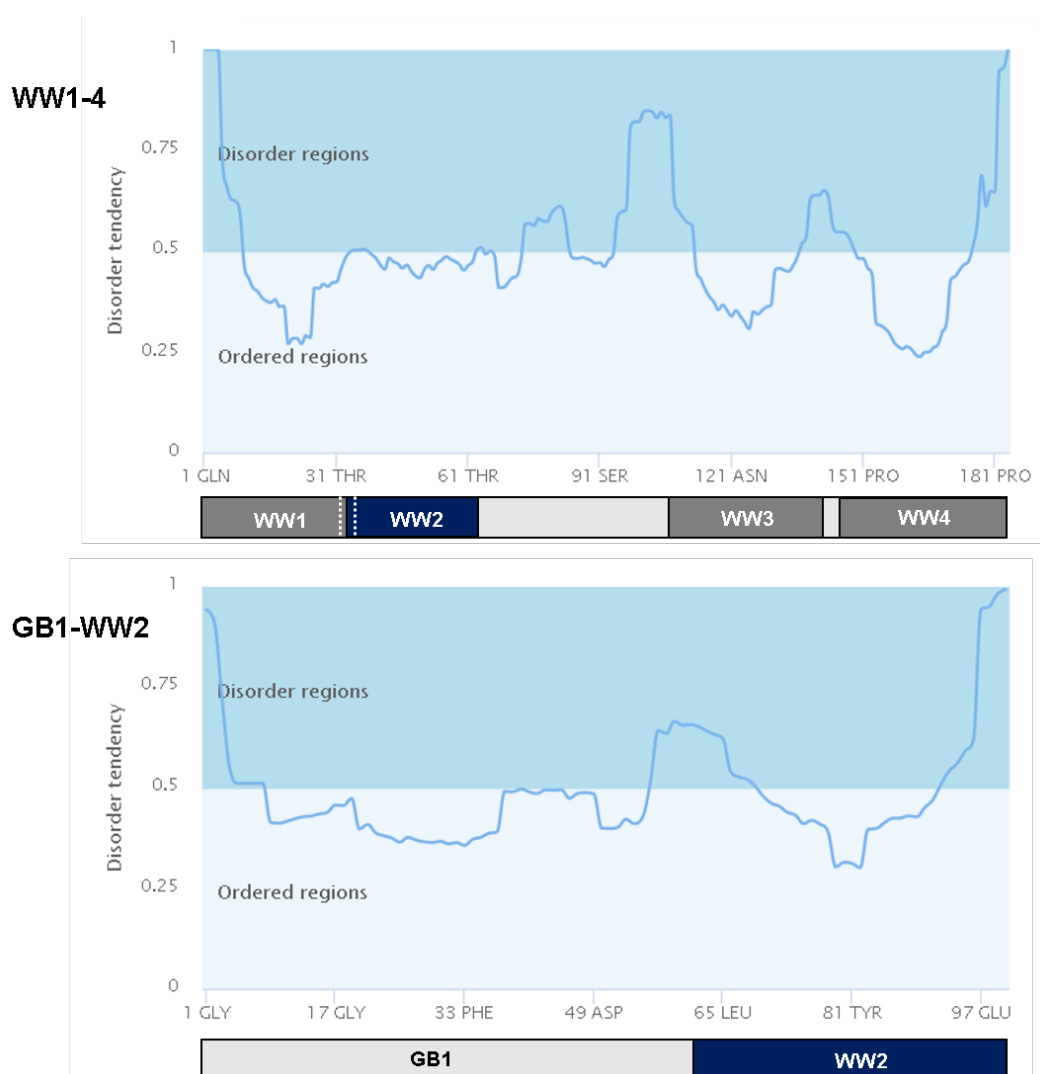 1
WW1-4
0.75
Disorder regions
Disorder tendency
0.5
0.25
Ordered regions
0
1 GLN 31 THR 61 THR 91 SER 121 ASN 151 PRO 181 PRO
WW1 WW2 WW3 WW4
1
GB1-WW2
0.75
Disorder regions
Disorder tendency
0.5
0.25
Ordered regions
0
1 GLY 17 GLY 33 PHE 49 ASP 65 LEU 81 TYR 97 GLU
GB1 WW2